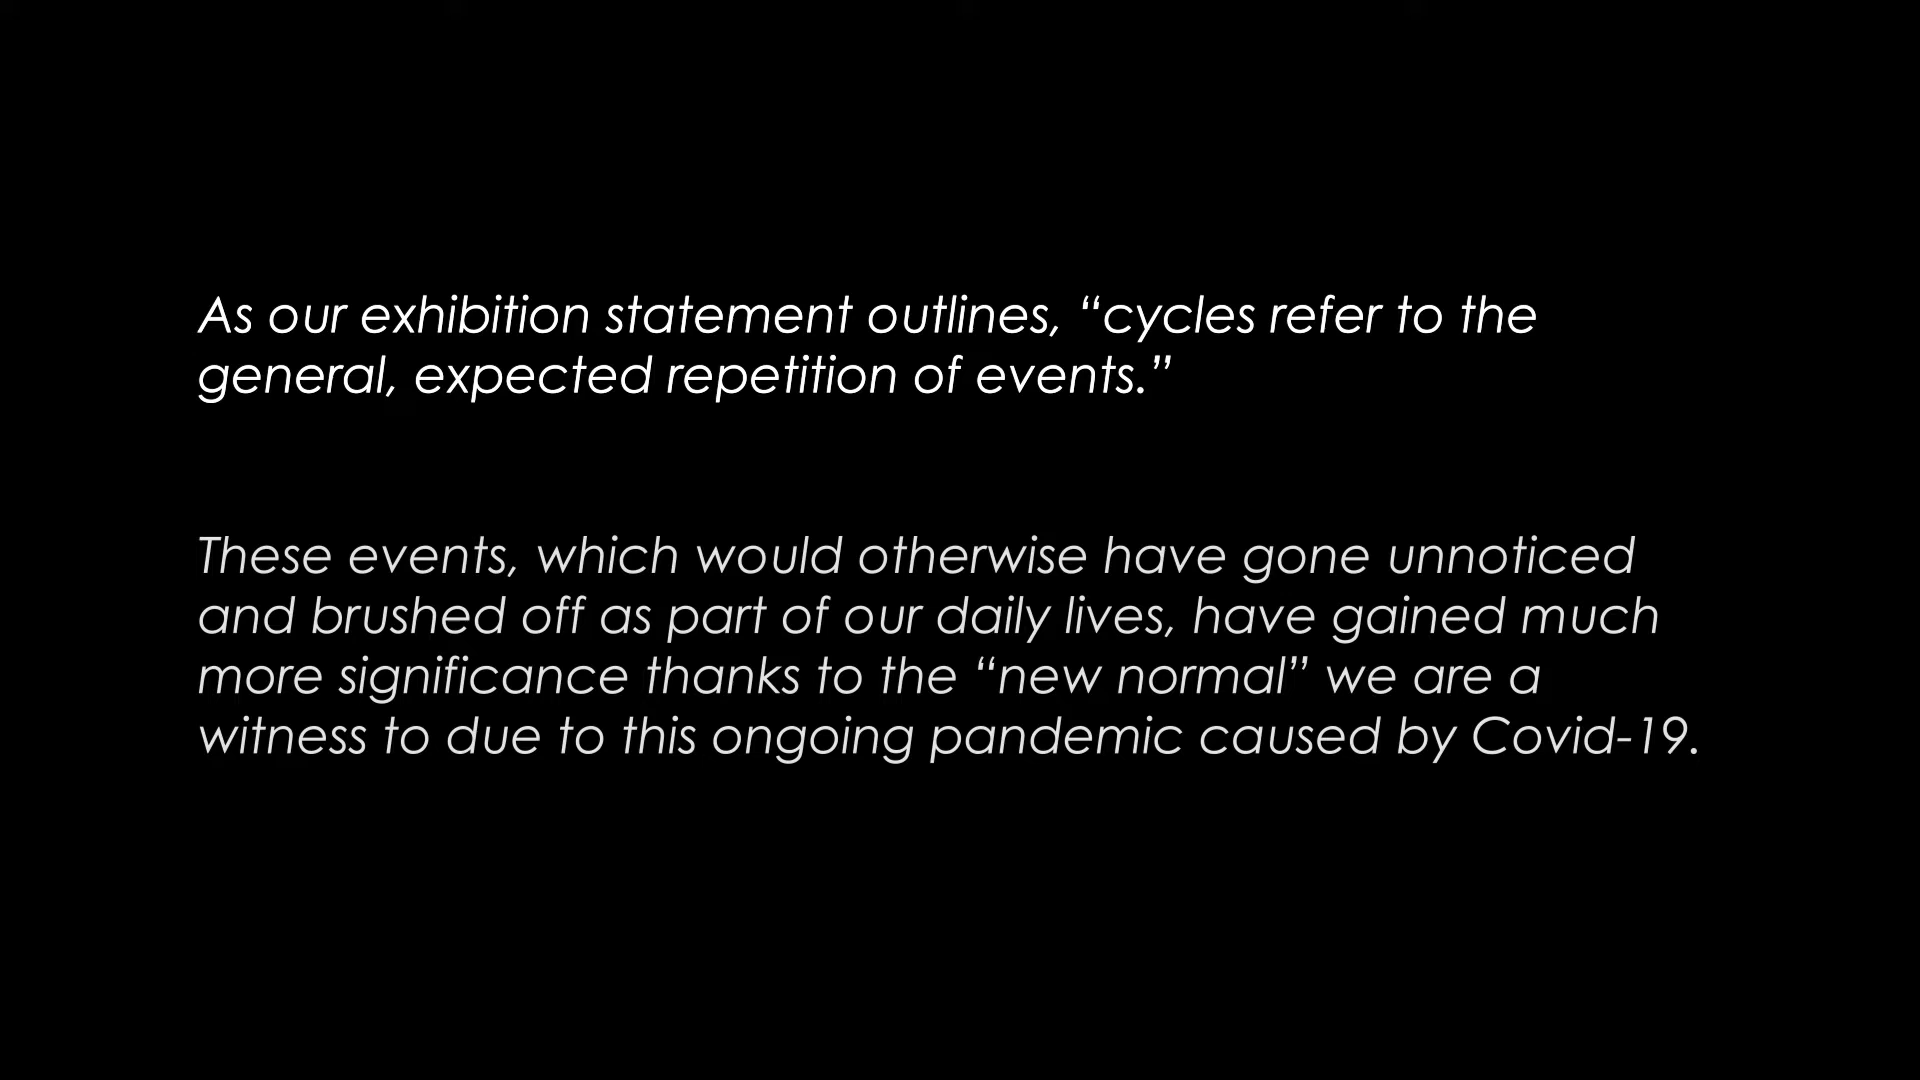 As our exhibition statement outlines, “cycles refer to the
general, expected repetition of events.”
These events, which would otherwise have gone unnoticed
and brushed off as part of our daily lives, have gained much
more significance thanks to the “new normal” we are a
witness to due to this ongoing pandemic caused by Covid-19.